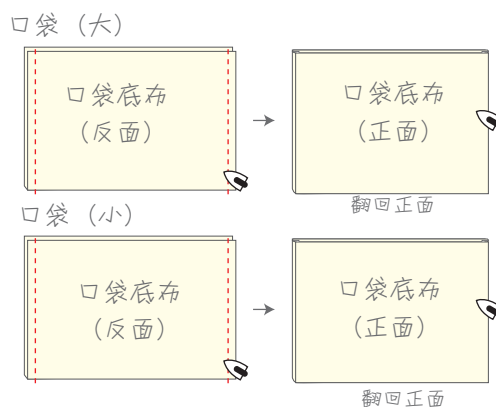 口袋（大）
口袋底布
（反面）
口袋底布
（正面）
翻回正面
口袋（小）
口袋底布
（反面）
口袋底布
（正面）
翻回正面